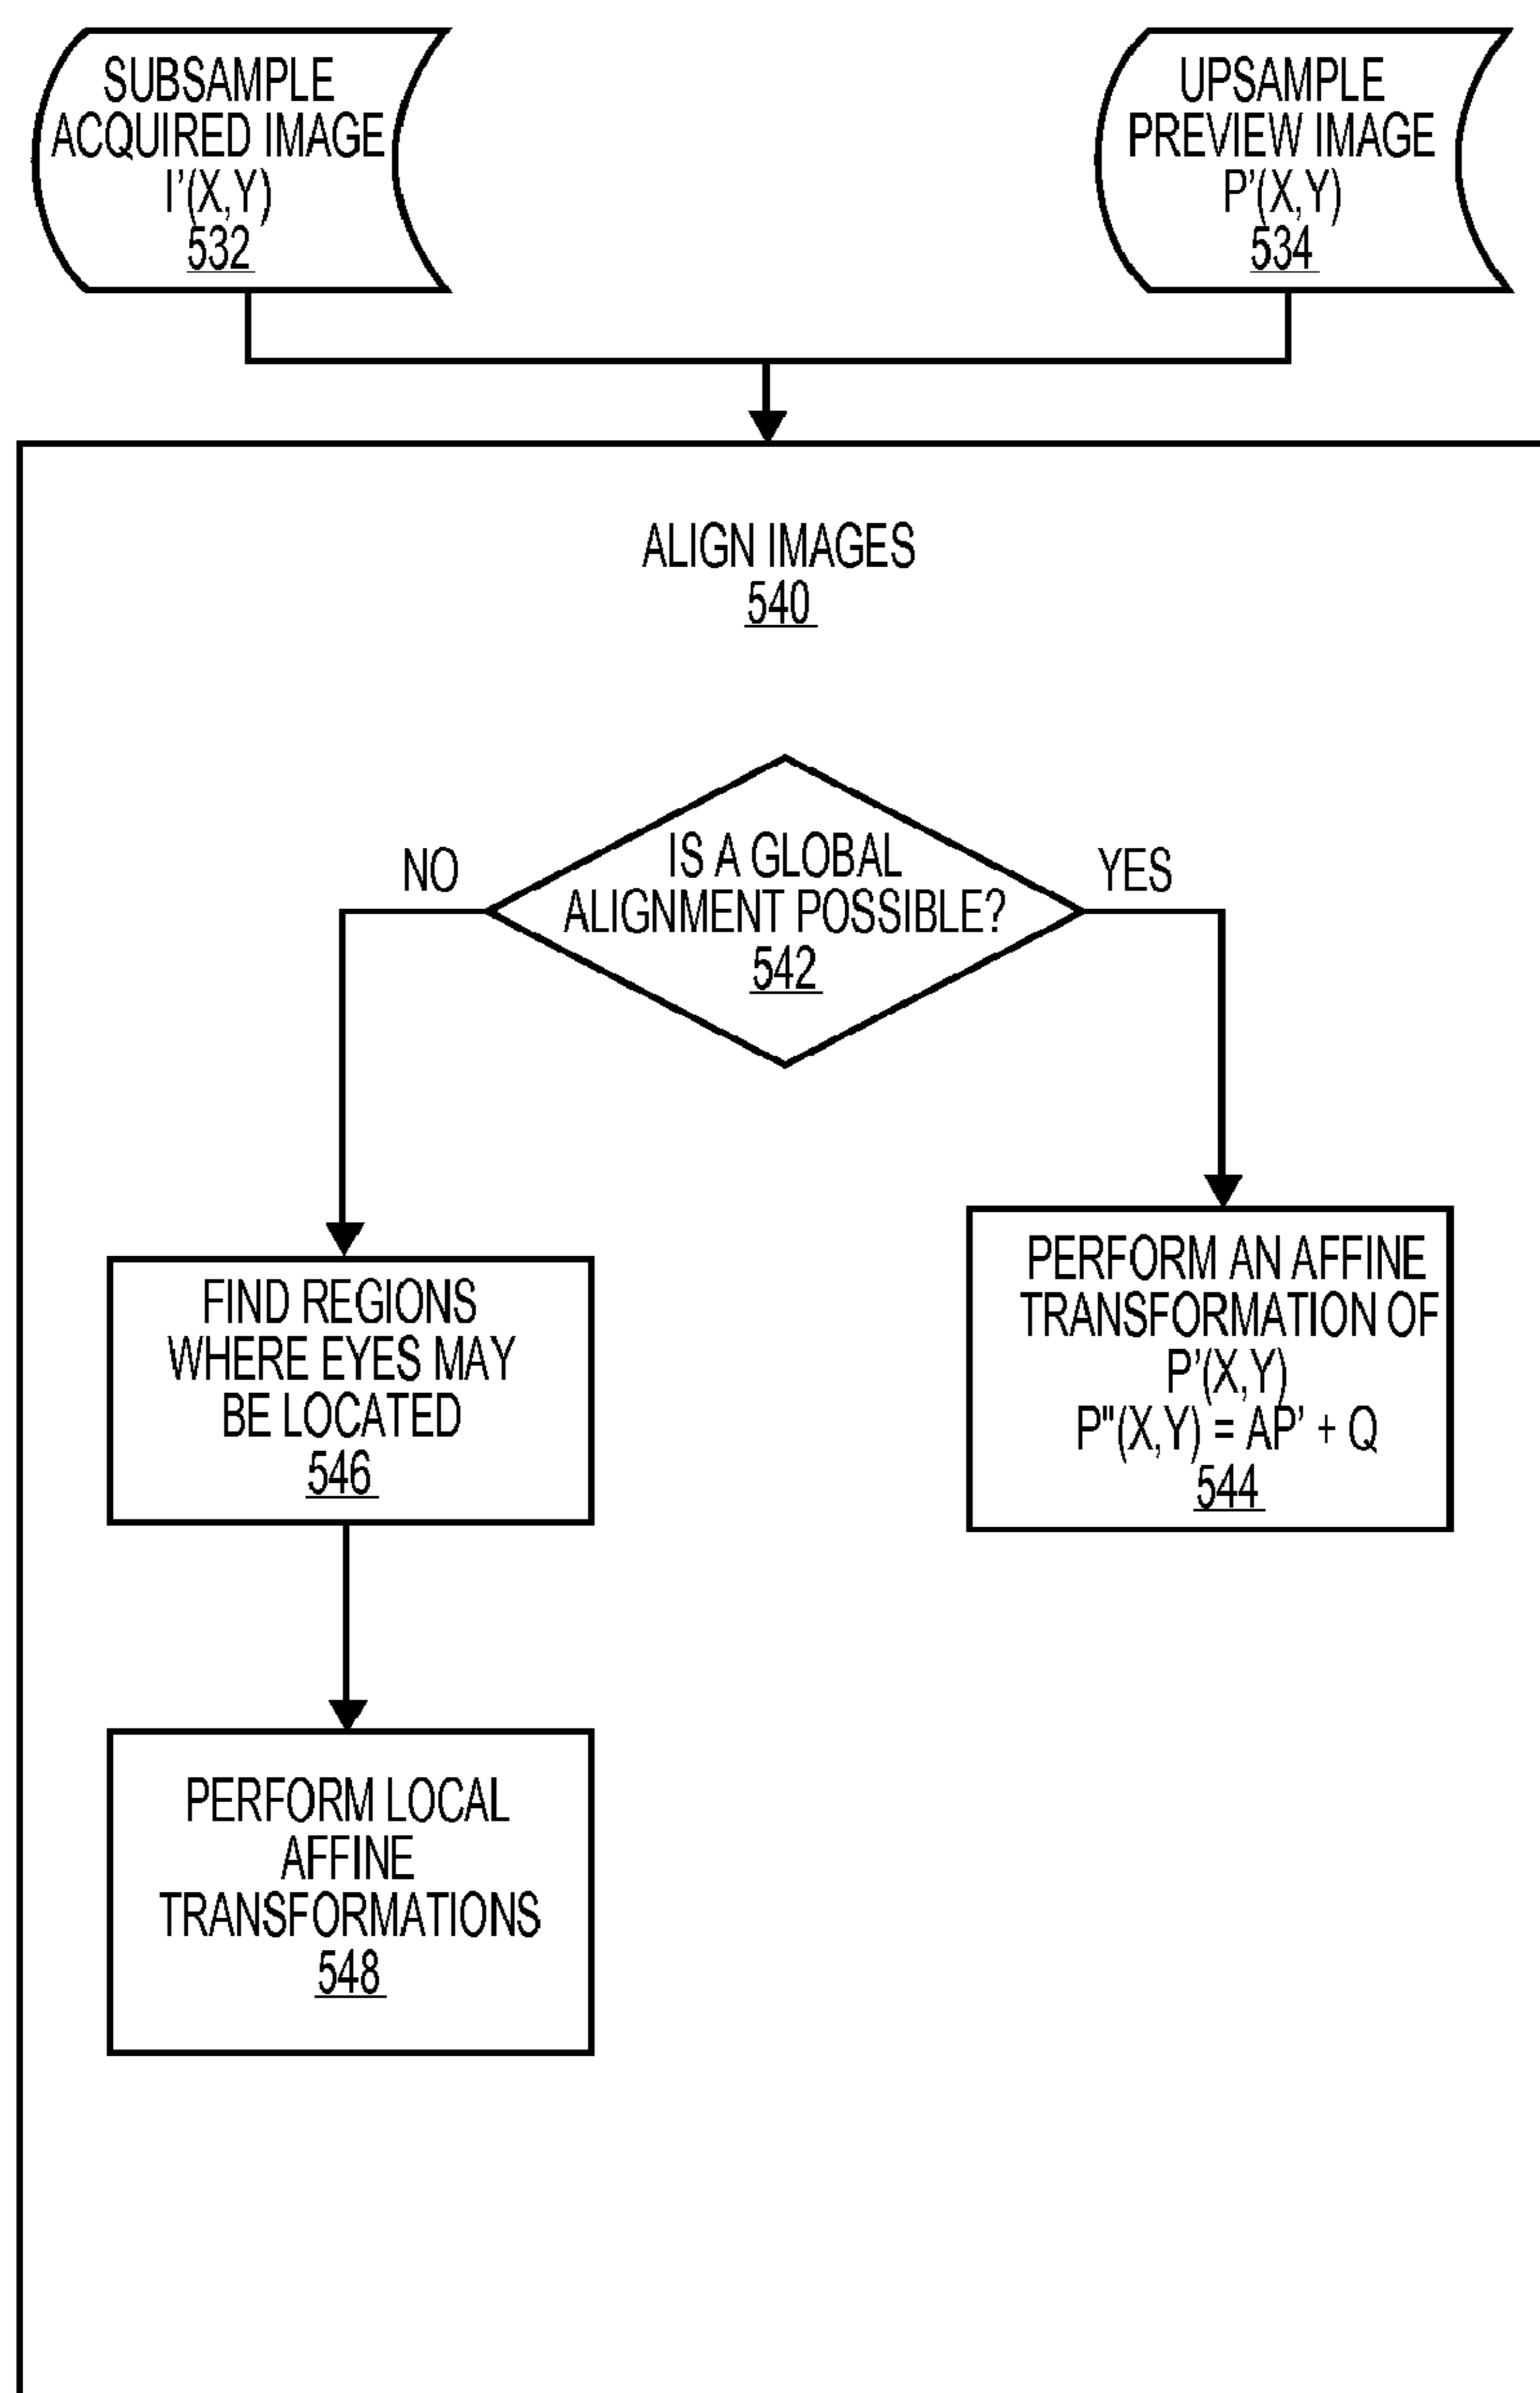 SUBSAMPLE
ACQUIRED IMAGE
I'(X,Y)
532
UPSAMPLE
PREVIEW IMAGE
P'(X,Y)
534
ALIGN IMAGES
540
IS A GLOBAL
ALIGNMENT POSSIBLE?
542
NO
YES
FIND REGIONS
WHERE EYES MAY
BE LOCATED
546
PERFORM AN AFFINE
TRANSFORMATION OF
P'(X,Y)
P"(X,Y) = AP' + Q
544
PERFORM LOCAL
AFFINE
TRANSFORMATIONS
548